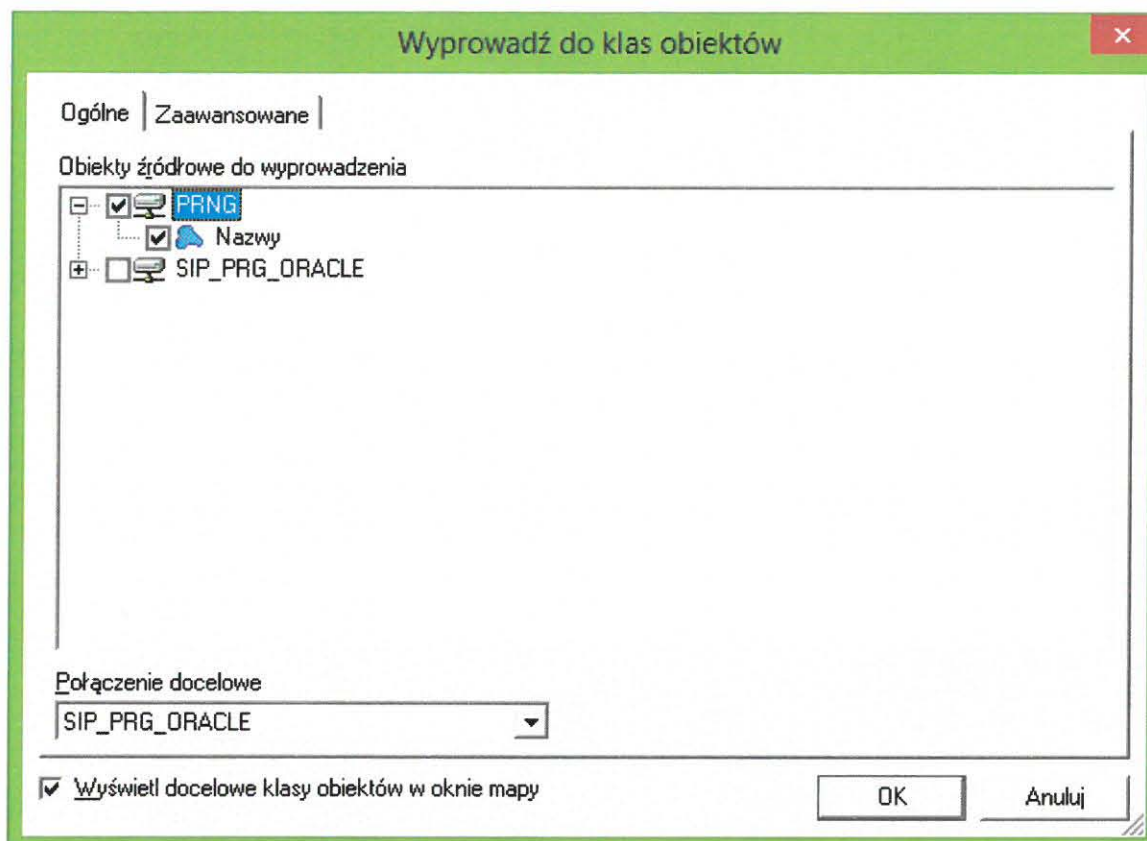 Wyprowadź do klas obiektów
Ogólne
Zaawansowane
Obiekty źródłowe do wyprowadzenia
PRNG
Nazwy
SIP_PRG_ORACLE
Połączenie docelowe
SIP_PRG_ORACLE
Wyświetl docelowe klasy obiektów w oknie mapy
OK
Anuluj